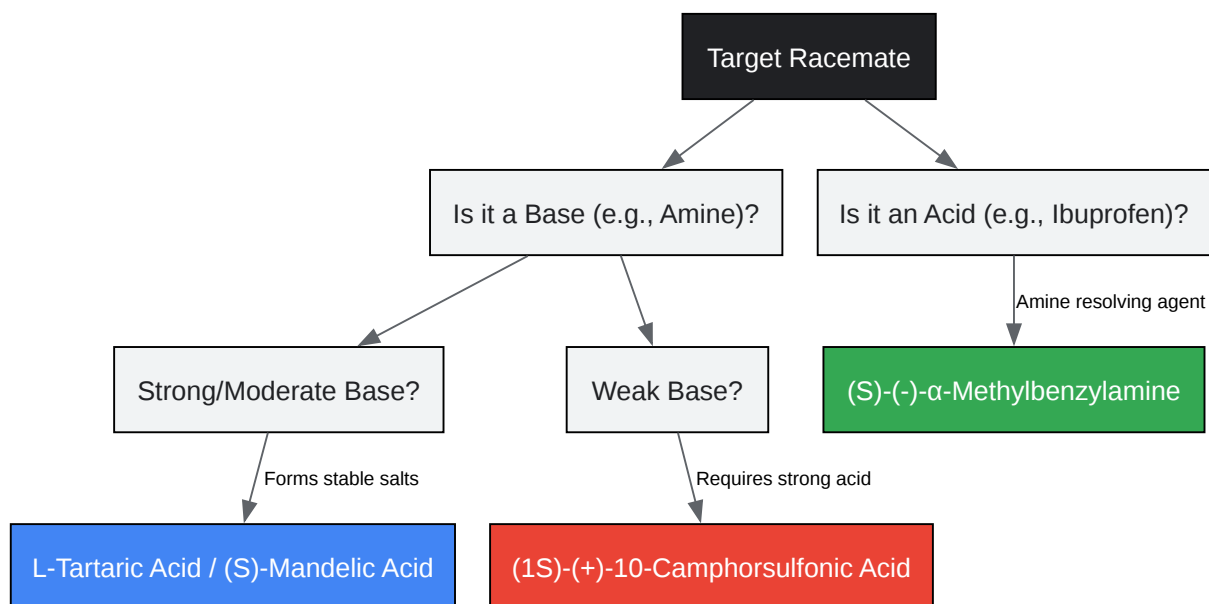 Target Racemate
Is it a Base (e.g., Amine)?
Is it an Acid (e.g., Ibuprofen)?
Amine resolving agent
Strong/Moderate Base?
Weak Base?
(S)-(-)-α-Methylbenzylamine
Forms stable salts
Requires strong acid
L-Tartaric Acid / (S)-Mandelic Acid
(1S)-(+)-10-Camphorsulfonic Acid